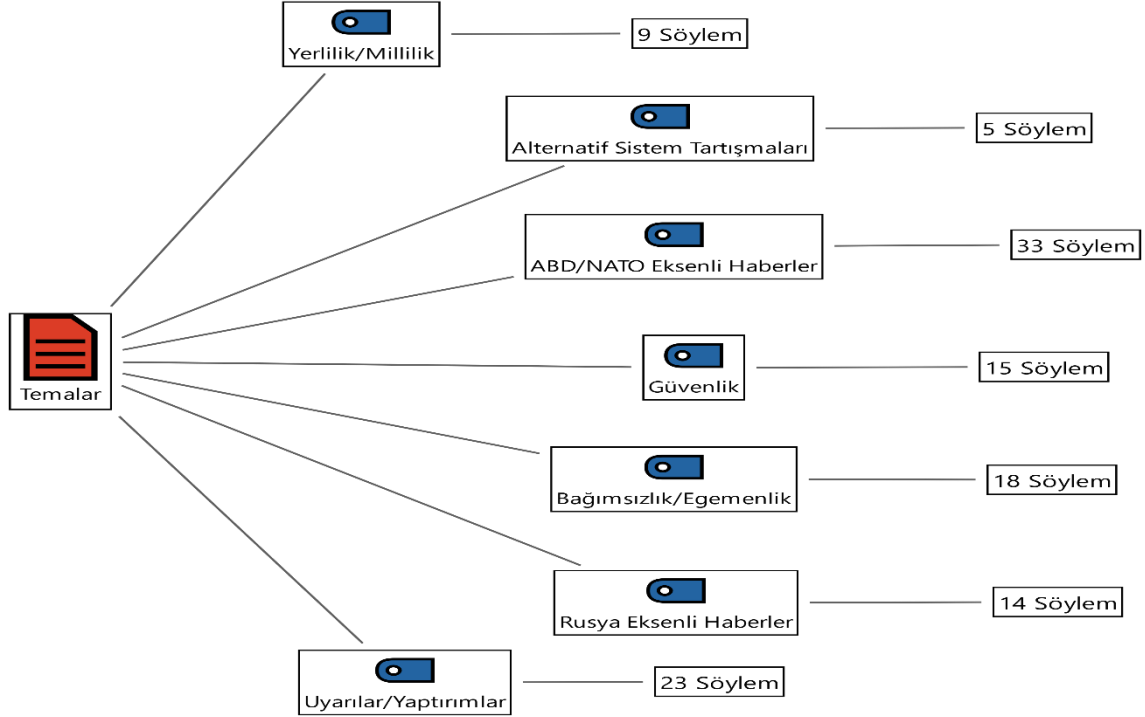 Yerlilik/Millilik
9 Söylem
Alternatif Sistem Tartışmaları
5 Söylem
ABD/NATO Eksenli Haberler
33 Söylem
Temalar
Güvenlik
15 Söylem
Bağımsızlık/Egemenlik
18 Söylem
Rusya Eksenli Haberler
14 Söylem
Uyarılar/Yaptırımlar
23 Söylem